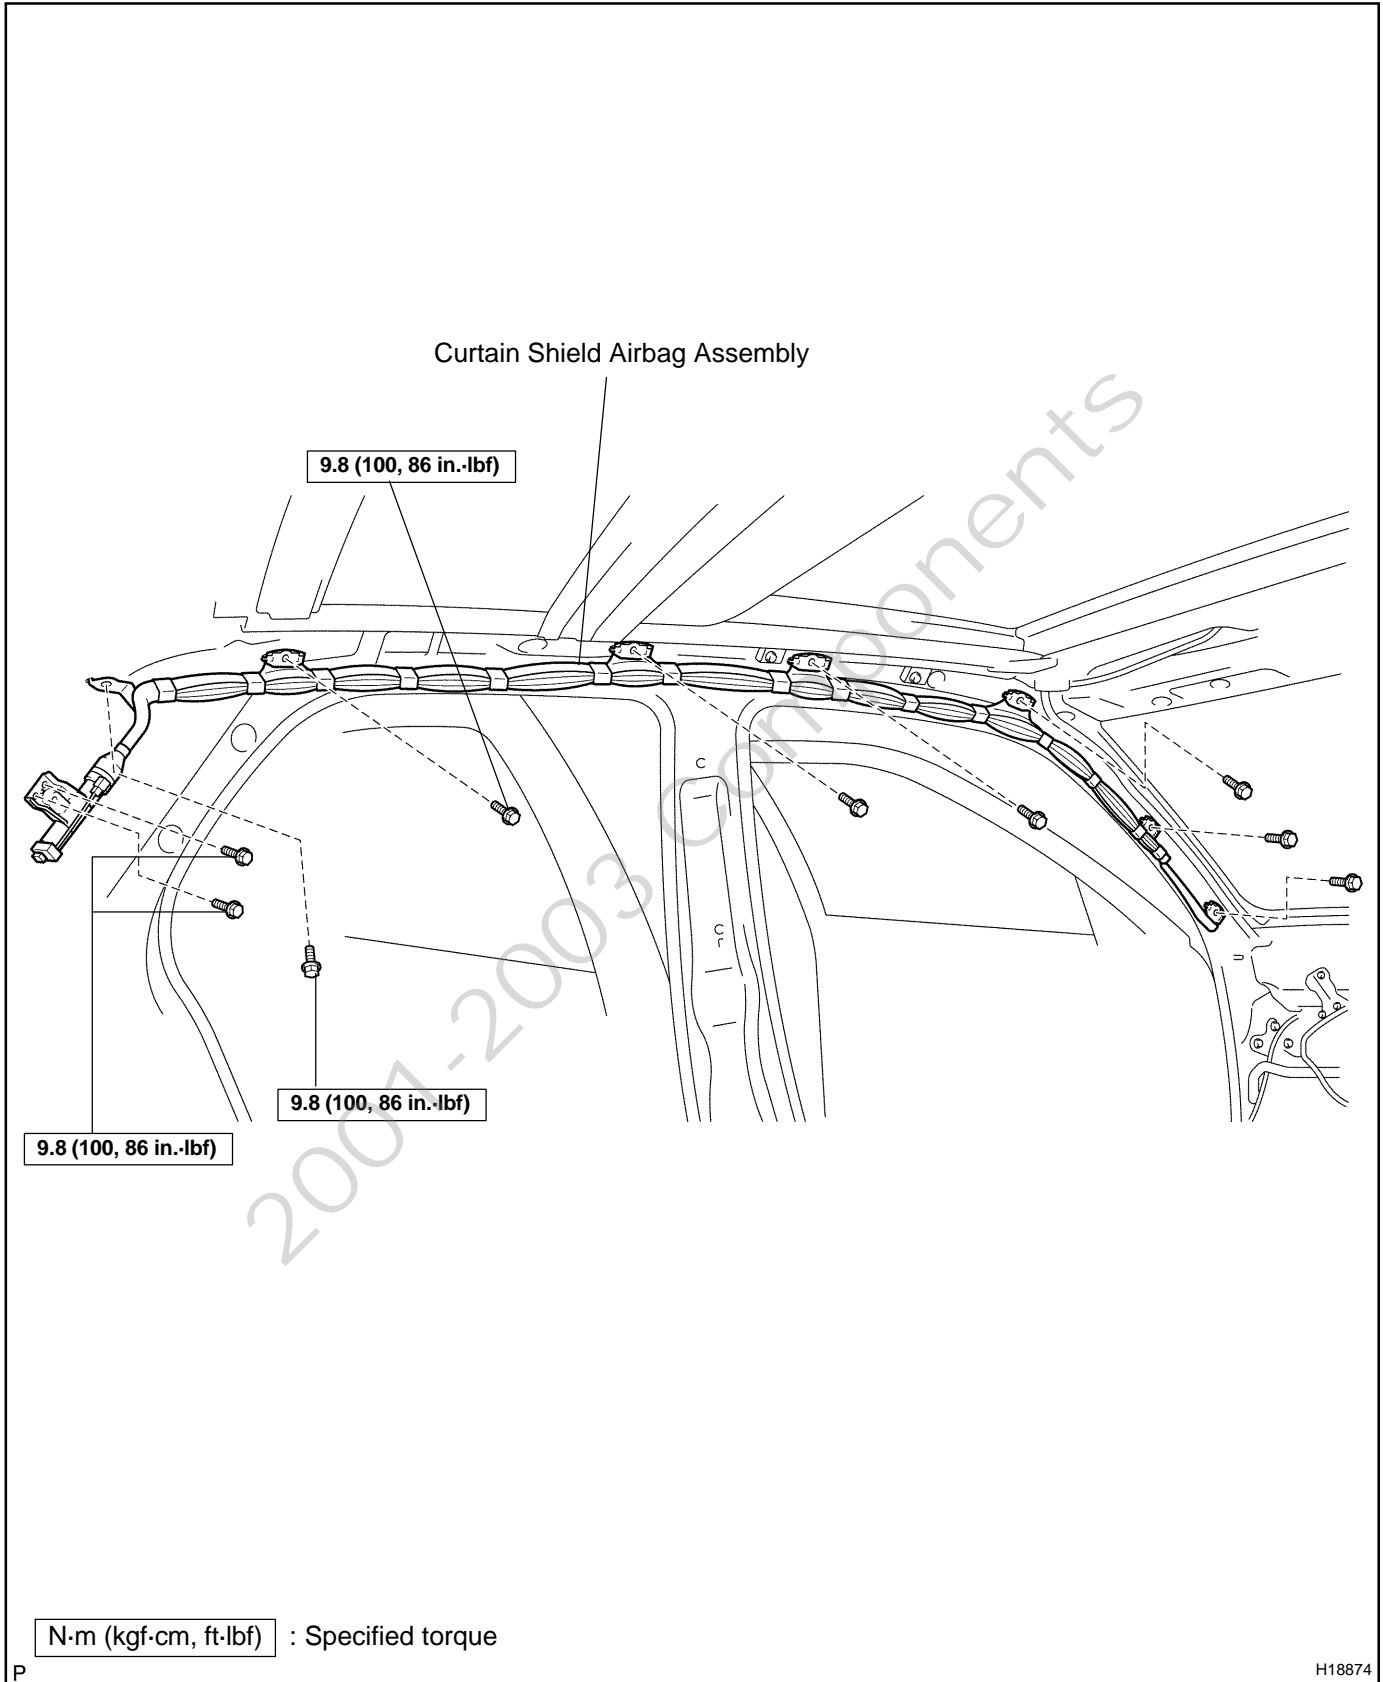 Curtain Shield Airbag Assembly
9.8 (100, 86 in.·lbf)
9.8 (100, 86 in.·lbf)
9.8 (100, 86 in.·lbf)
2001-2003 Components
N·m (kgf·cm, ft·lbf) : Specified torque
P
H18874